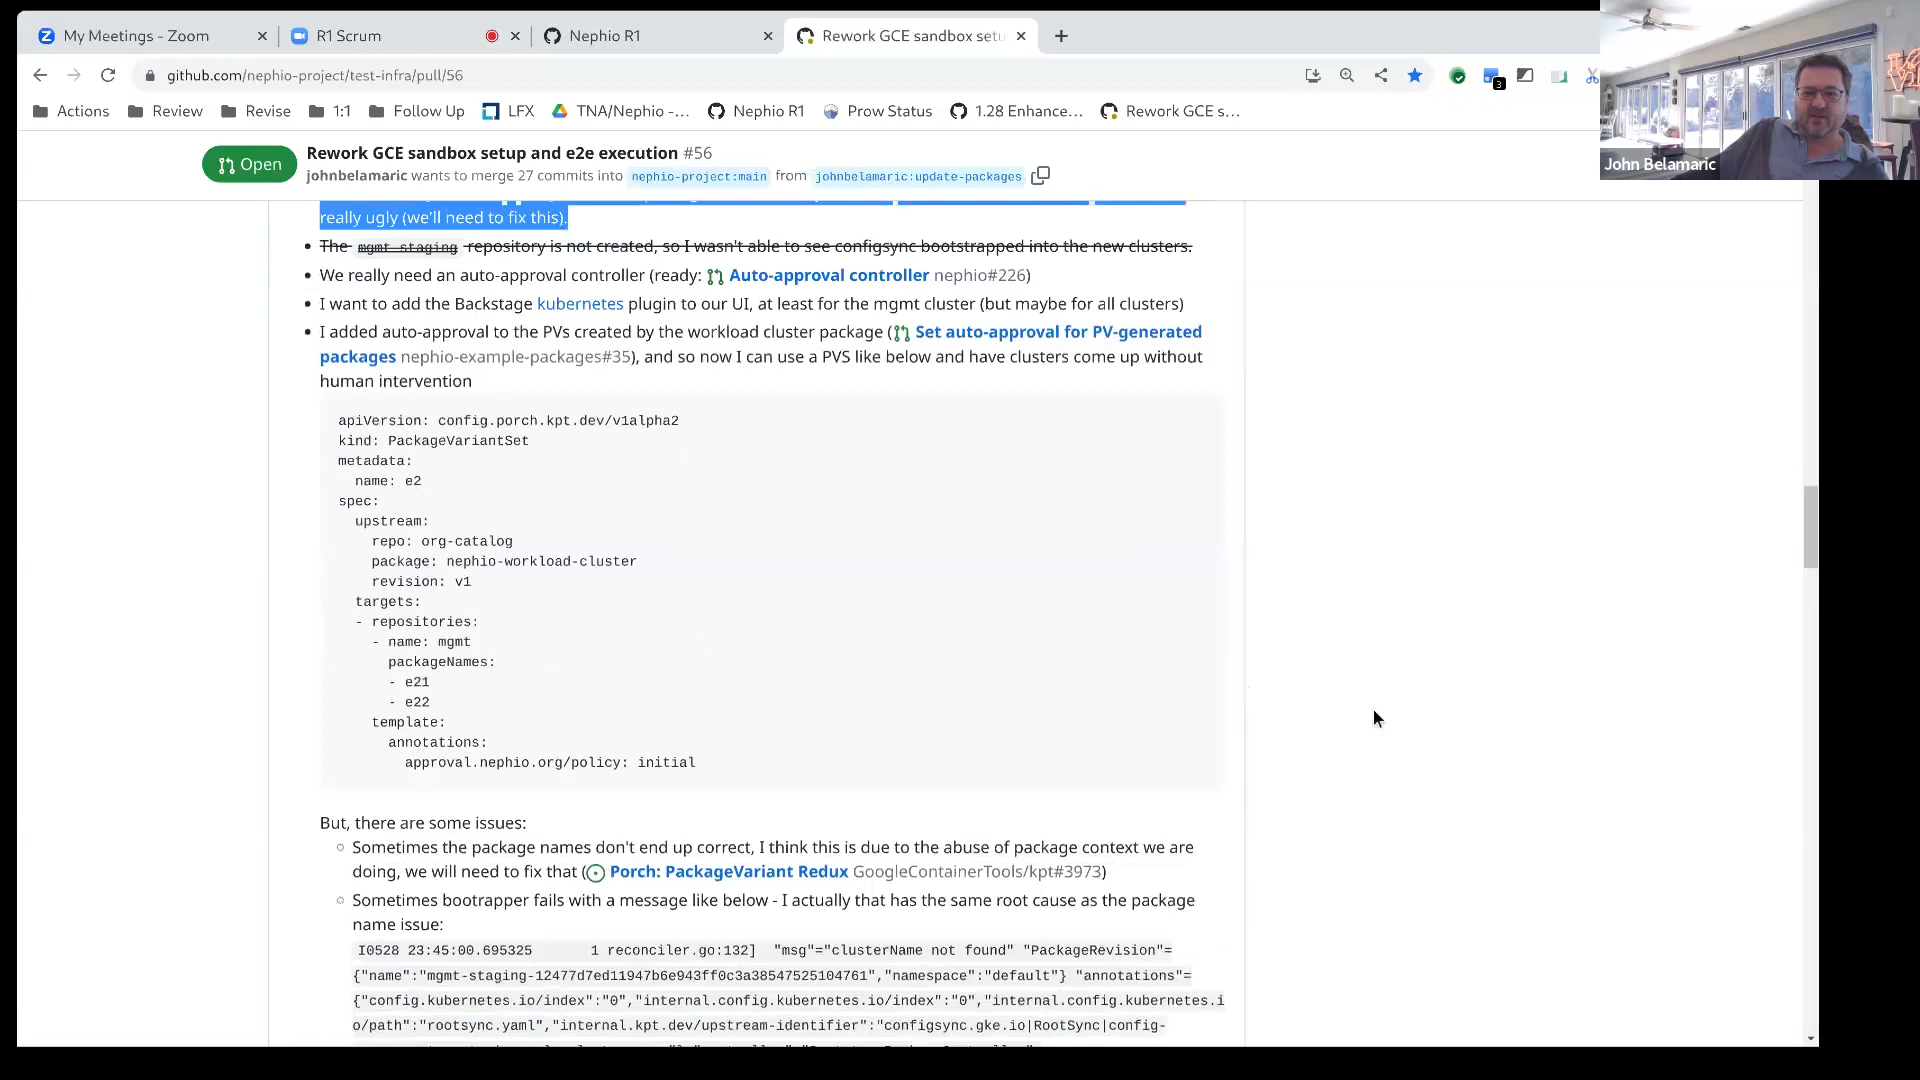 My Meetings - Zoom
R1 Scrum
Nephio R1
Rework GCE sandbox setu
github.com/nephio-project/test-infra/pull/56
3
Actions
Review
Revise
1:1
Follow Up
LFX
TNA/Nephio -...
Nephio R1
Prow Status
1.28 Enhance...
Rework GCE s...
John Belamaric
Open
Rework GCE sandbox setup and e2e execution #56
johnbelamaric wants to merge 27 commits into nephio-project:main from johnbelamaric:update-packages
really ugly (we'll need to fix this).
The mgmt-staging repository is not created, so I wasn't able to see configsync bootstrapped into the new clusters.
We really need an auto-approval controller (ready: Auto-approval controller nephio#226)
I want to add the Backstage kubernetes plugin to our UI, at least for the mgmt cluster (but maybe for all clusters)
I added auto-approval to the PVs created by the workload cluster package ( Set auto-approval for PV-generated
packages nephio-example-packages#35), and so now I can use a PVS like below and have clusters come up without
human intervention
apiVersion: config.porch.kpt.dev/v1alpha2
kind: PackageVariantSet
metadata:
name: e2
spec:
upstream:
repo: org-catalog
package: nephio-workload-cluster
revision: v1
targets:
- repositories:
- name: mgmt
packageNames:
- e21
- e22
template:
annotations:
approval.nephio.org/policy: initial
But, there are some issues:
Sometimes the package names don't end up correct, I think this is due to the abuse of package context we are
doing, we will need to fix that ( Porch: PackageVariant Redux GoogleContainerTools/kpt#3973)
Sometimes bootrapper fails with a message like below - I actually that has the same root cause as the package
name issue:
I0528 23:45:00.695325 1 reconciler.go:132] "msg"="clusterName not found" "PackageRevision"=
{"name":"mgmt-staging-12477d7ed11947b6e943ff0c3a38547525104761","namespace":"default"} "annotations"=
{"config.kubernetes.io/index":"0","internal.config.kubernetes.io/index":"0","internal.config.kubernetes.i
o/path":"rootsync.yaml","internal.kpt.dev/upstream-identifier":"configsync.gke.io|RootSync|config-